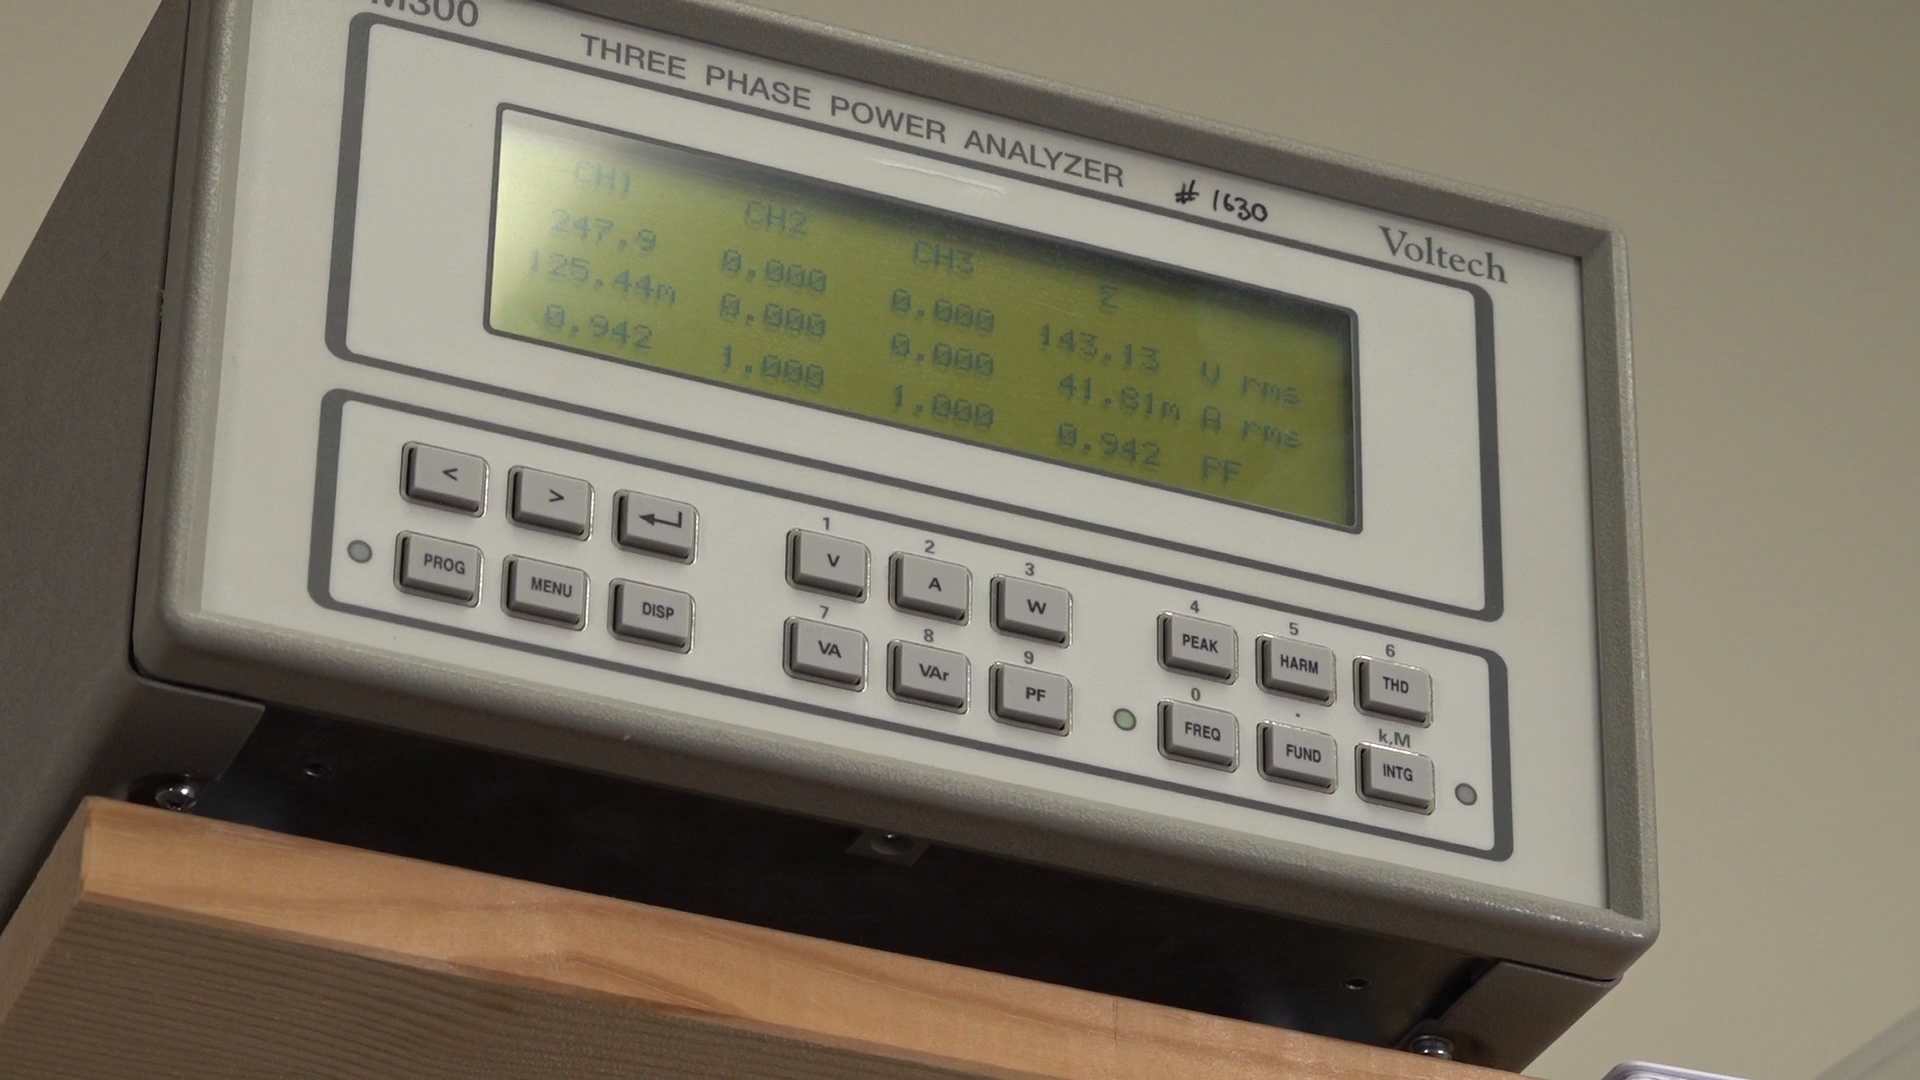 M300
THREE PHASE POWER ANALYZER
# 1630
Voltech
CH1 CH2 CH3 Σ
247.9 0.000 0.000 143.13 V rms
125.44m 0.000 0.000 41.81m A rms
0.942 1.000 1.000 0.942 PF
< > ↵
PROG MENU DISP
1 2 3
V A W
7 8 9
VA VAr PF
4 5 6
PEAK HARM THD
0 . k,M
FREQ FUND INTG